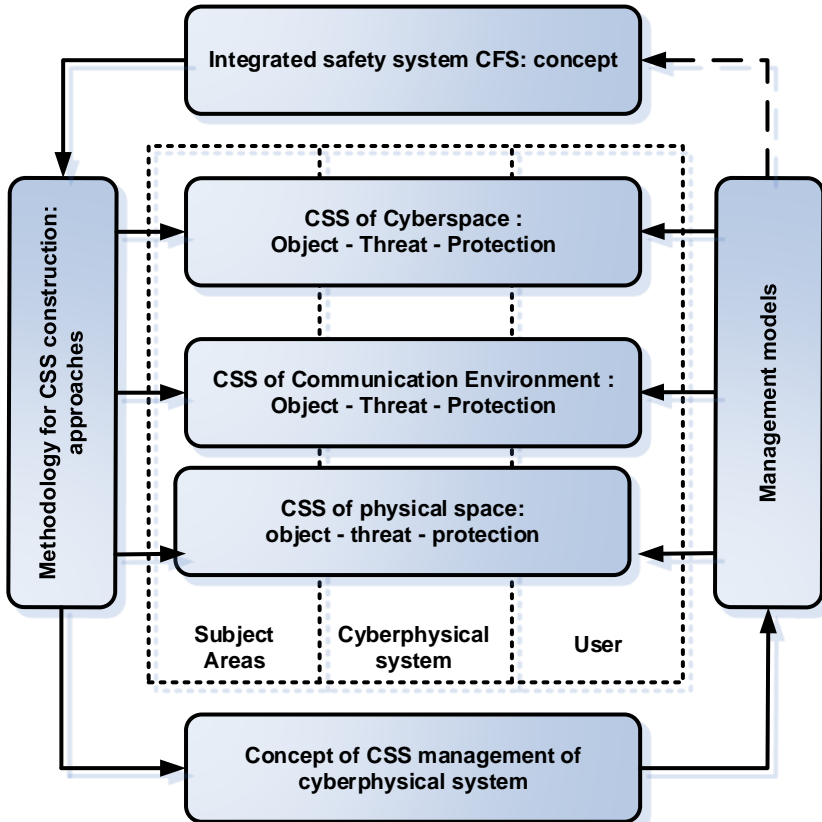 Integrated safety system CFS: concept
Methodology for CSS construction:
approaches
CSS of Cyberspace :
Object - Threat - Protection
CSS of Communication Environment :
Object - Threat - Protection
CSS of physical space:
object - threat - protection
Management models
Subject
Areas
Cyberphysical
system
User
Concept of CSS management of
cyberphysical system